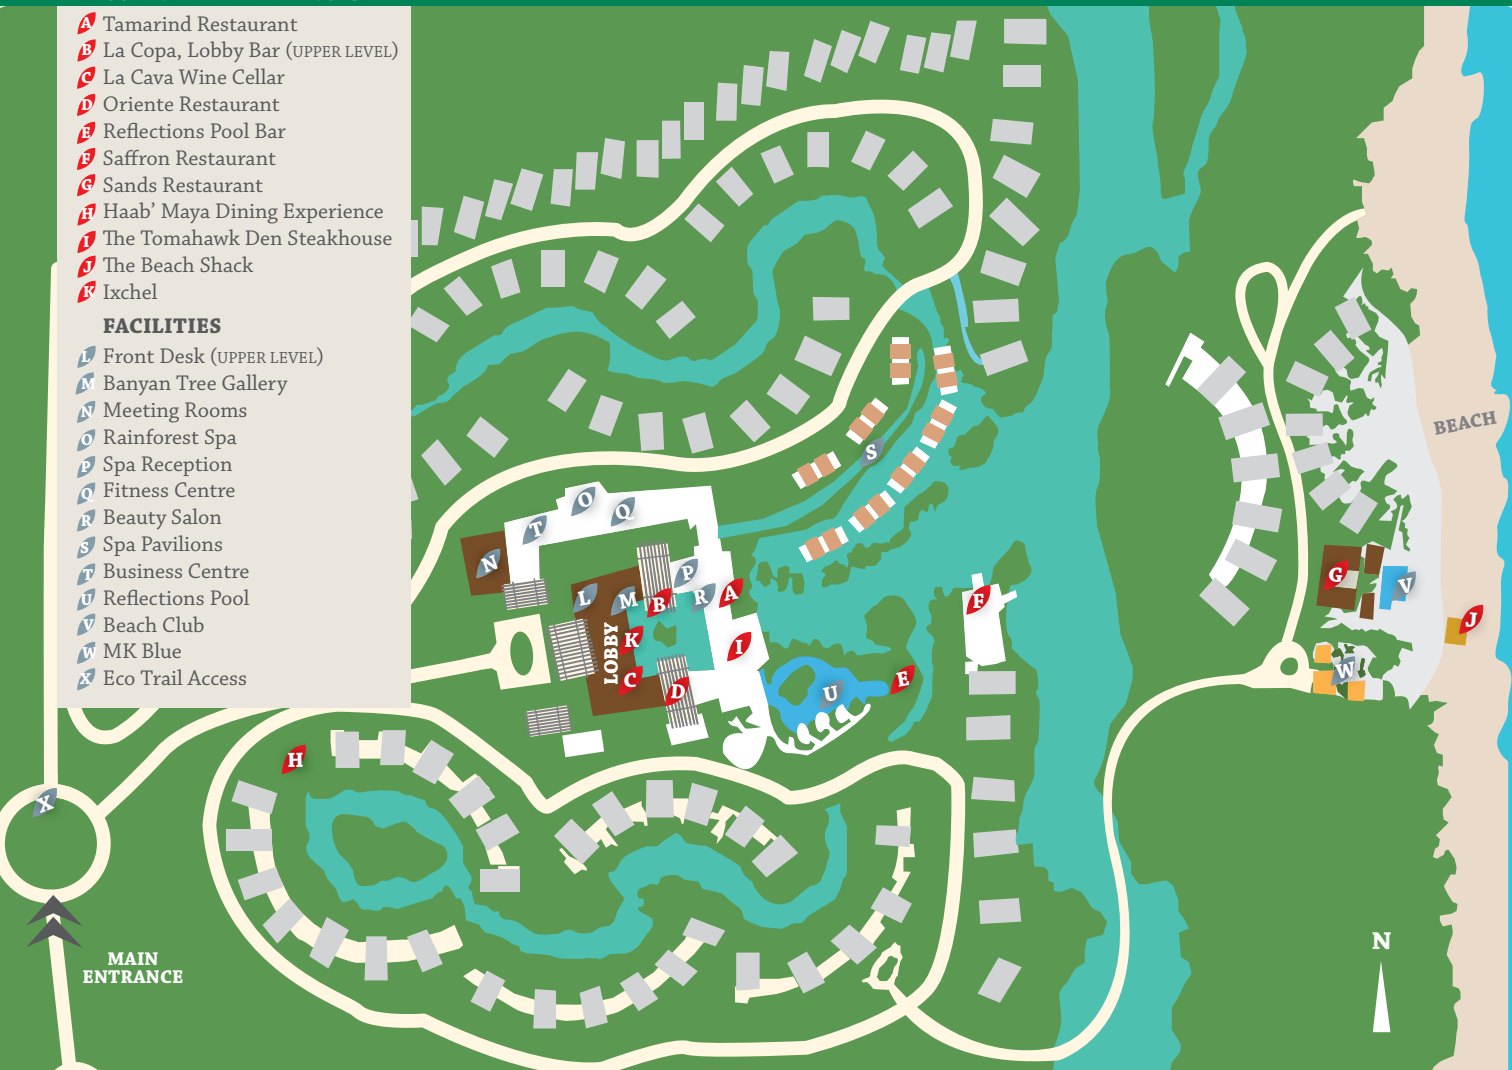 A Tamarind Restaurant
B La Copa, Lobby Bar (UPPER LEVEL)
C La Cava Wine Cellar
D Oriente Restaurant
E Reflections Pool Bar
F Saffron Restaurant
G Sands Restaurant
H Haab’ Maya Dining Experience
I The Tomahawk Den Steakhouse
J The Beach Shack
K Ixchel
FACILITIES
L Front Desk (UPPER LEVEL)
M Banyan Tree Gallery
N Meeting Rooms
O Rainforest Spa
P Spa Reception
Q Fitness Centre
R Beauty Salon
S Spa Pavilions
T Business Centre
U Reflections Pool
V Beach Club
W MK Blue
X Eco Trail Access
BEACH
S
O
Q
T
N
P
L
M
B
R
A
F
G
V
J
LOBBY
K
I
C
D
U
E
W
H
X
MAIN
ENTRANCE
N